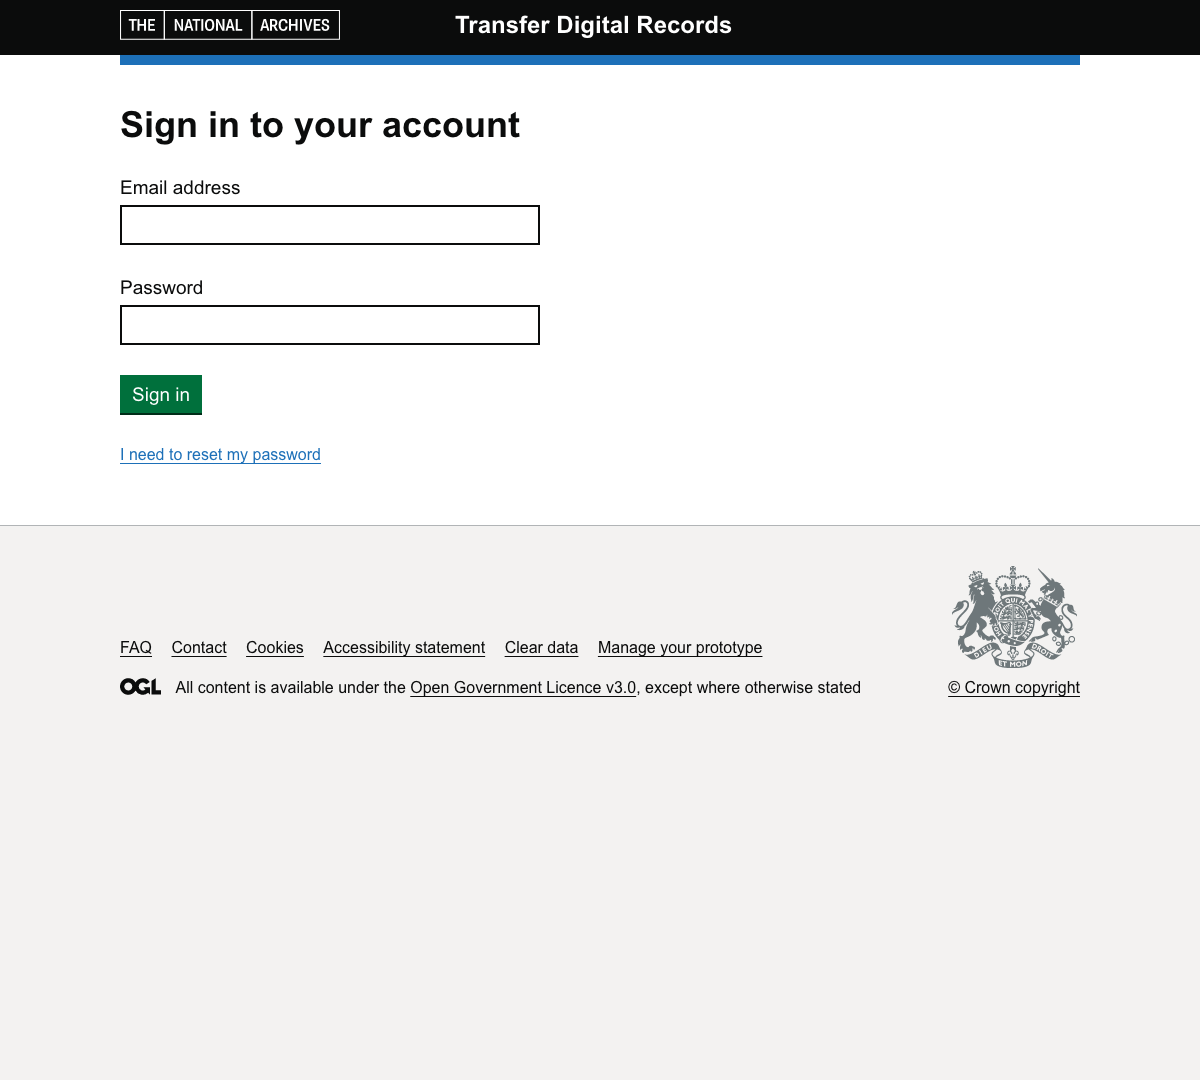 THE NATIONAL ARCHIVES
Transfer Digital Records
Sign in to your account
Email address
Password
Sign in
I need to reset my password
FAQ Contact Cookies Accessibility statement Clear data Manage your prototype
OGL All content is available under the Open Government Licence v3.0, except where otherwise stated
DIEU ET MON DROIT
© Crown copyright